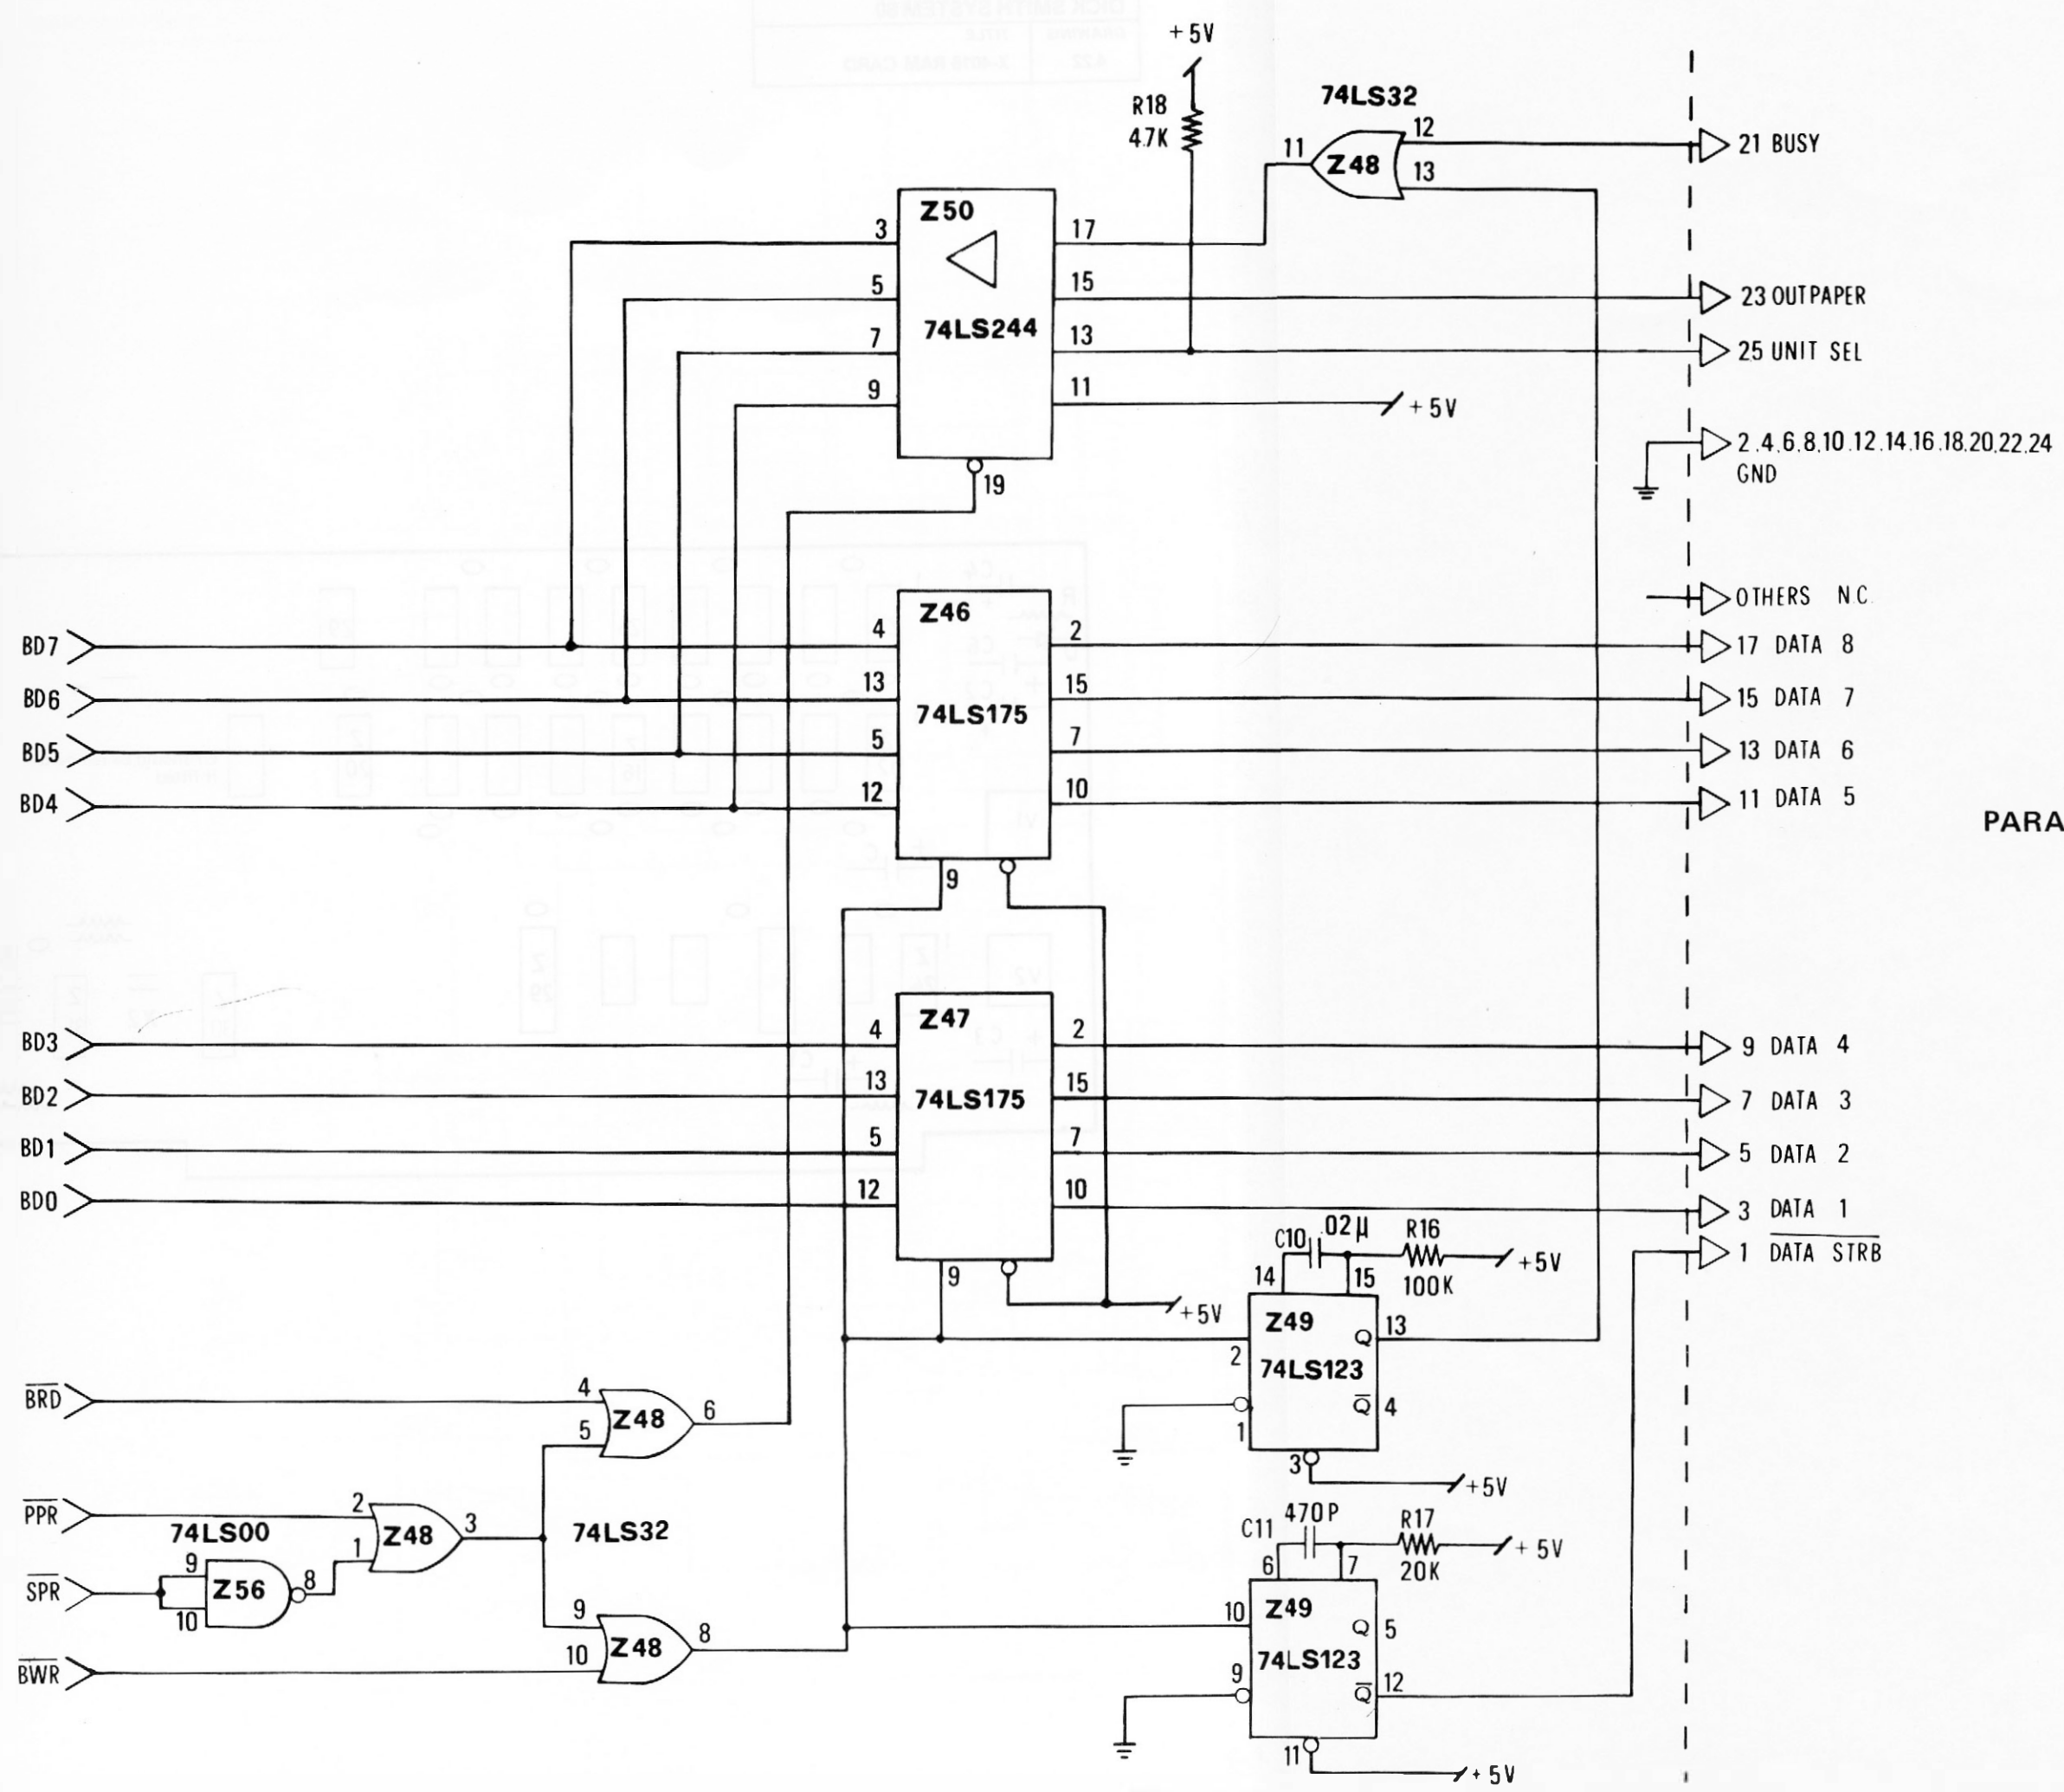 +5V
R18
4.7K
74LS32
11
Z48
12
13
21 BUSY
Z50
3
17
5
15
23 OUTPAPER
74LS244
7
13
25 UNIT SEL
9
11
+5V
19
2.4.6.8.10.12.14.16.18.20.22.24
GND
OTHERS N.C.
Z46
BD7
4
2
17 DATA 8
BD6
13
15
15 DATA 7
74LS175
BD5
5
7
13 DATA 6
BD4
12
10
11 DATA 5
PARA
9
Z47
BD3
4
2
9 DATA 4
BD2
13
15
7 DATA 3
74LS175
BD1
5
7
5 DATA 2
BD0
12
10
3 DATA 1
1 DATA STRB
9
+5V
C10
.02µ
R16
100K
+5V
14
15
Z49
74LS123
2
Q
13
Q
4
1
3
+5V
BRD
4
5
Z48
6
PPR
2
74LS00
1
Z48
3
74LS32
SPR
9
10
Z56
8
9
10
Z48
8
BWR
C11
470P
R17
20K
+5V
6
7
10
Z49
74LS123
Q
5
9
Q
12
11
+5V